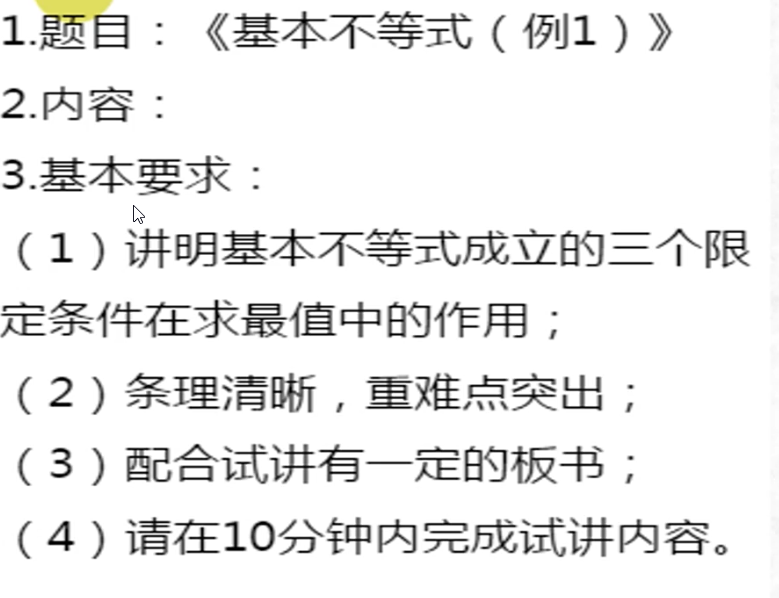 1.题目：《基本不等式（例1）》
2.内容：
3.基本要求：
（1）讲明基本不等式成立的三个限
定条件在求最值中的作用；
（2）条理清晰，重难点突出；
（3）配合试讲有一定的板书；
（4）请在10分钟内完成试讲内容。